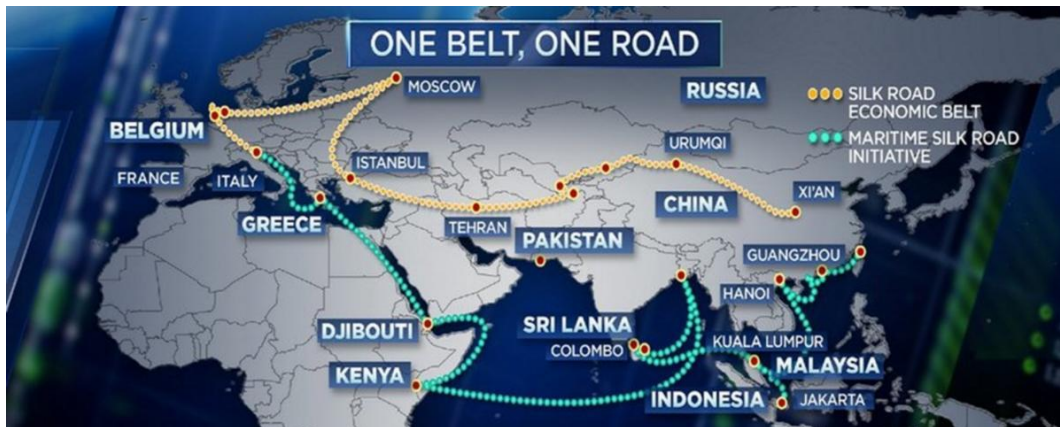 ONE BELT, ONE ROAD
MOSCOW
RUSSIA
SILK ROAD
ECONOMIC BELT
MARITIME SILK ROAD
INITIATIVE
BELGIUM
URUMQI
ISTANBUL
FRANCE
ITALY
XI'AN
CHINA
GREECE
TEHRAN
PAKISTAN
GUANGZHOU
HANOI
DJIBOUTI
SRI LANKA
COLOMBO
KUALA LUMPUR
MALAYSIA
KENYA
INDONESIA
JAKARTA